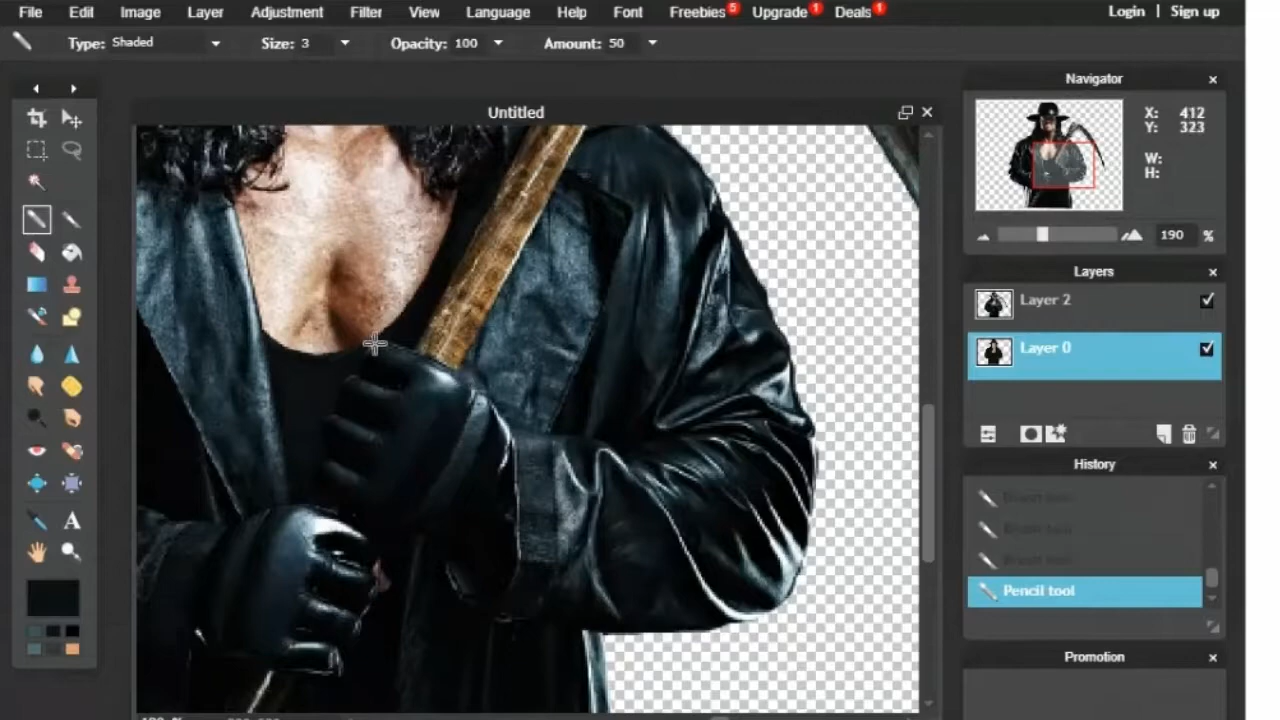 File Edit Image Layer Adjustment Filter View Language Help Font Freebies 5 Upgrade 1 Deals 1 Login | Sign up
Type: Shaded Size: 3 Opacity: 100 Amount: 50
Untitled
Navigator
X: 412
Y: 323
W:
H:
190 %
Layers
Layer 2
Layer 0
History
Pencil tool
Promotion
A